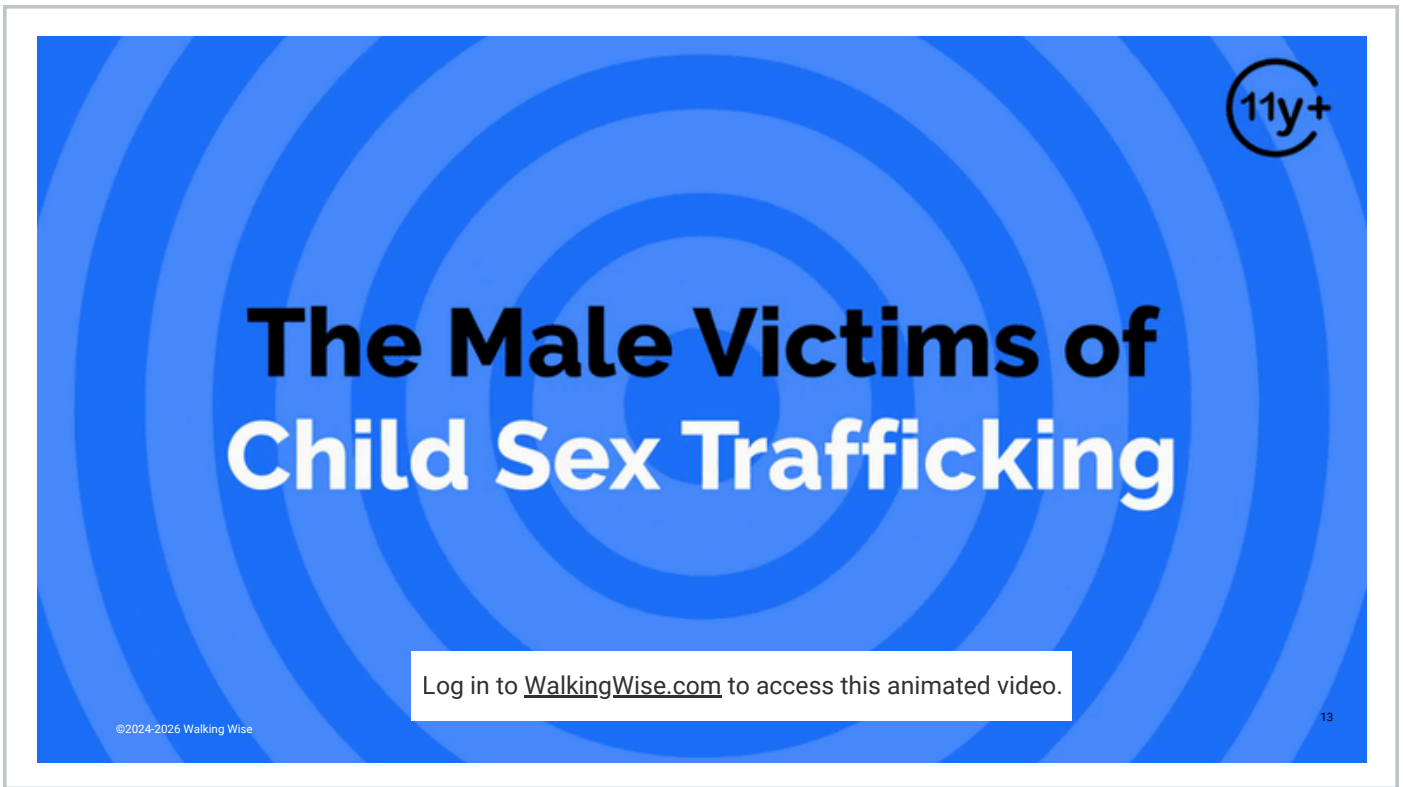 11y+
The Male Victims of
Child Sex Trafficking
Log in to WalkingWise.com to access this animated video.
©2024-2026 Walking Wise
13